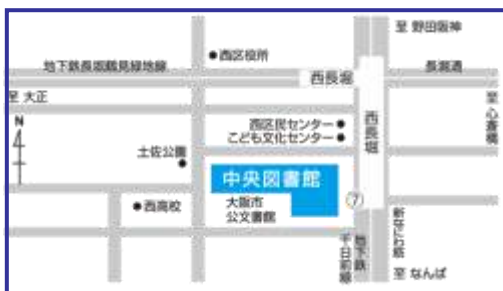 至 野田阪神
西区役所
地下鉄長堀鶴見緑地線
西長堀
長堀通
至 大正
至 心斎橋
N
西区民センター
こども文化センター
西長堀
土佐公園
中央図書館
西高校
大阪市
公文書館
⑦
地下鉄
千日前線
新なにわ筋
至 なんば